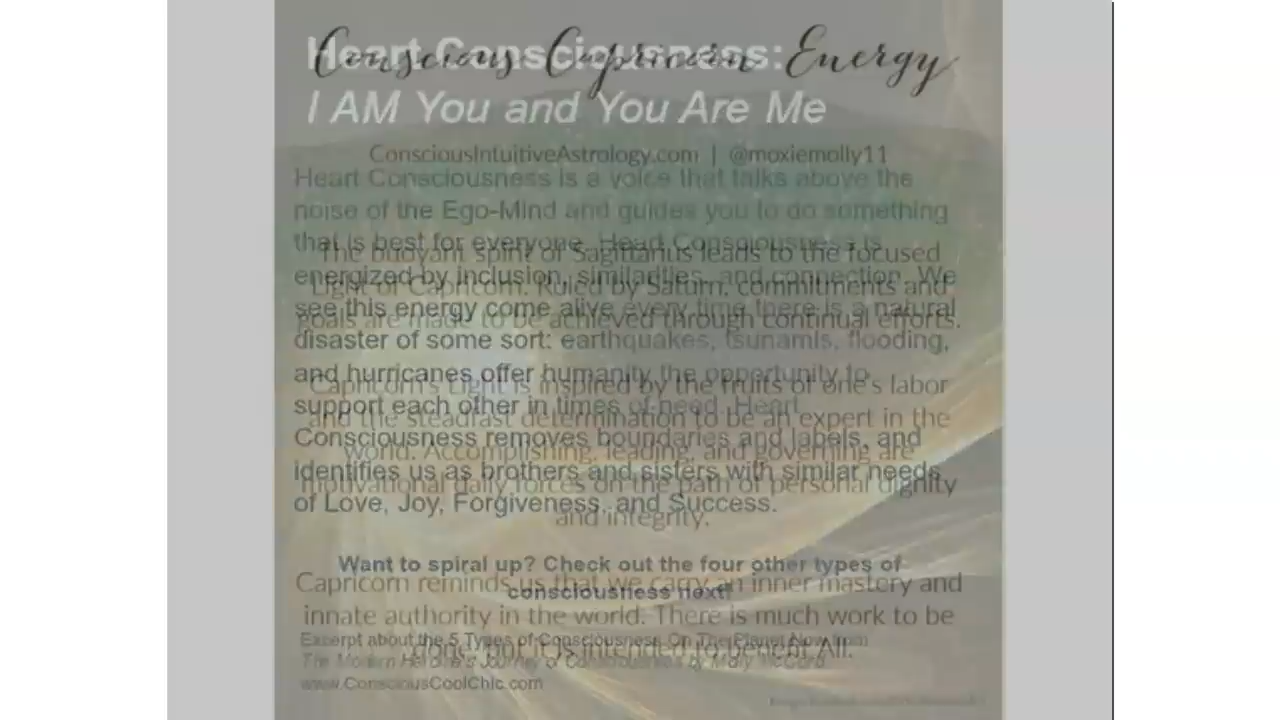 Conscious Capricorn Energy
ConsciousIntuitiveAstrology.com | @moxiemolly11
The buoyant spirit of Sagittarius leads to the focused
Light of Capricorn. Ruled by Saturn, commitments and
goals are made to be achieved through continual efforts.
Capricorn's Light is inspired by the fruits of one's labor
and the steadfast determination to be an expert in the
world. Accomplishing, leading, and governing are
motivational daily forces on the path of personal dignity
and integrity.
Capricorn reminds us that we carry an inner mastery and
innate authority in the world. There is much work to be
done, but it is intended to benefit All.
Heart Consciousness:
I AM You and You Are Me
Heart Consciousness is a voice that talks above the
noise of the Ego-Mind and guides you to do something
that is best for everyone. Heart Consciousness is
energized by inclusion, similarities, and connection. We
see this energy come alive every time there is a natural
disaster of some sort: earthquakes, tsunamis, flooding,
and hurricanes offer humanity the opportunity to
support each other in times of need. Heart
Consciousness removes boundaries and labels, and
identifies us as brothers and sisters with similar needs
of Love, Joy, Forgiveness, and Success.
Want to spiral up? Check out the four other types of
consciousness next!
Excerpt about the 5 Types of Consciousness On The Planet Now from
The Modern Heroine's Journey of Consciousness by Molly McCord
www.ConsciousCoolChic.com